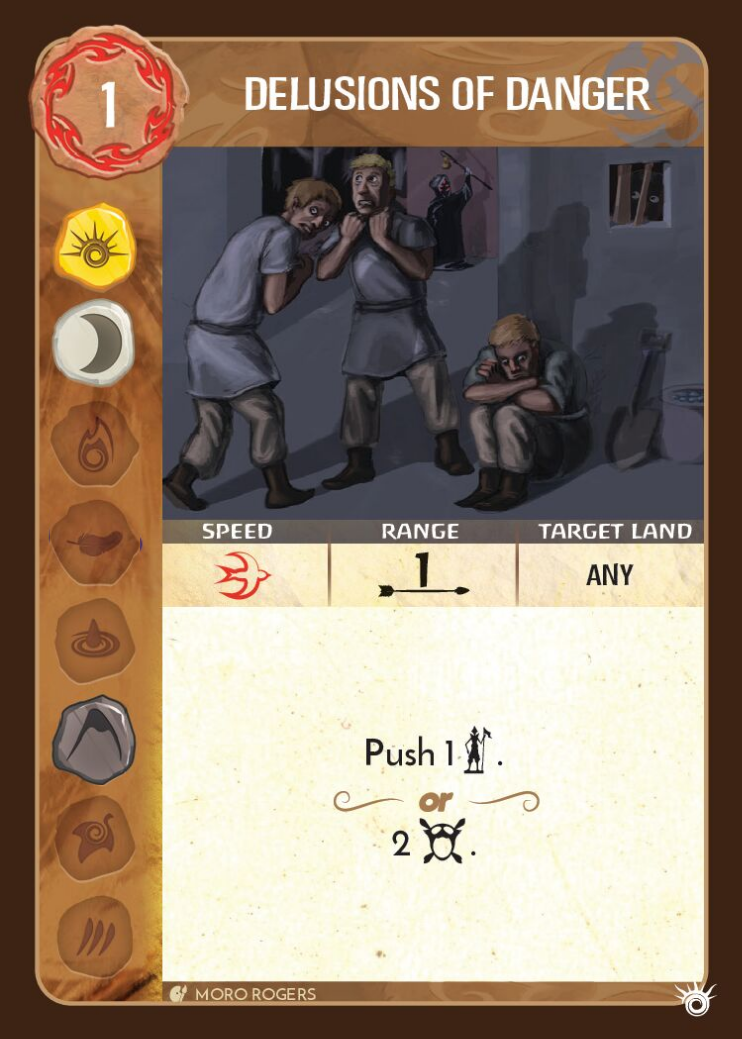 1
DELUSIONS OF DANGER
SPEED RANGE TARGET LAND
1 ANY
Push 1 .
or
2 .
MORO ROGERS